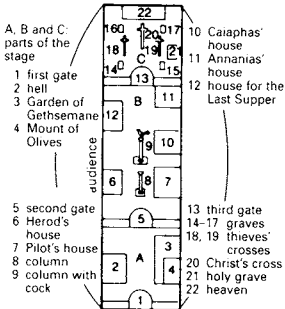 A, B and C:
parts of the
stage
1 first gate
2 hell
3 Garden of
Gethsemane
4 Mount of
Olives
5 second gate
6 Herod's
house
7 Pilot's house
8 column
9 column with
cock
audience
22
16
17
20
18
19
21
C
14
15
13
B
11
12
9
10
8
6
7
5
A
3
2
4
1
10 Caiaphas'
house
11 Annanias'
house
12 house for the
Last Supper
13 third gate
14-17 graves
18, 19 thieves'
crosses
20 Christ's cross
21 holy grave
22 heaven